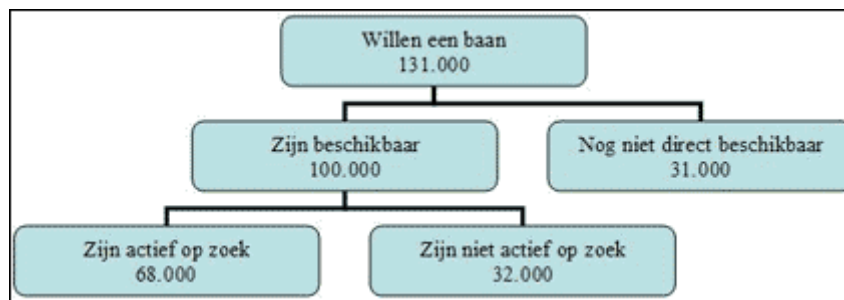 Willen een baan
131.000
Zijn beschikbaar
100.000
Nog niet direct beschikbaar
31.000
Zijn actief op zoek
68.000
Zijn niet actief op zoek
32.000